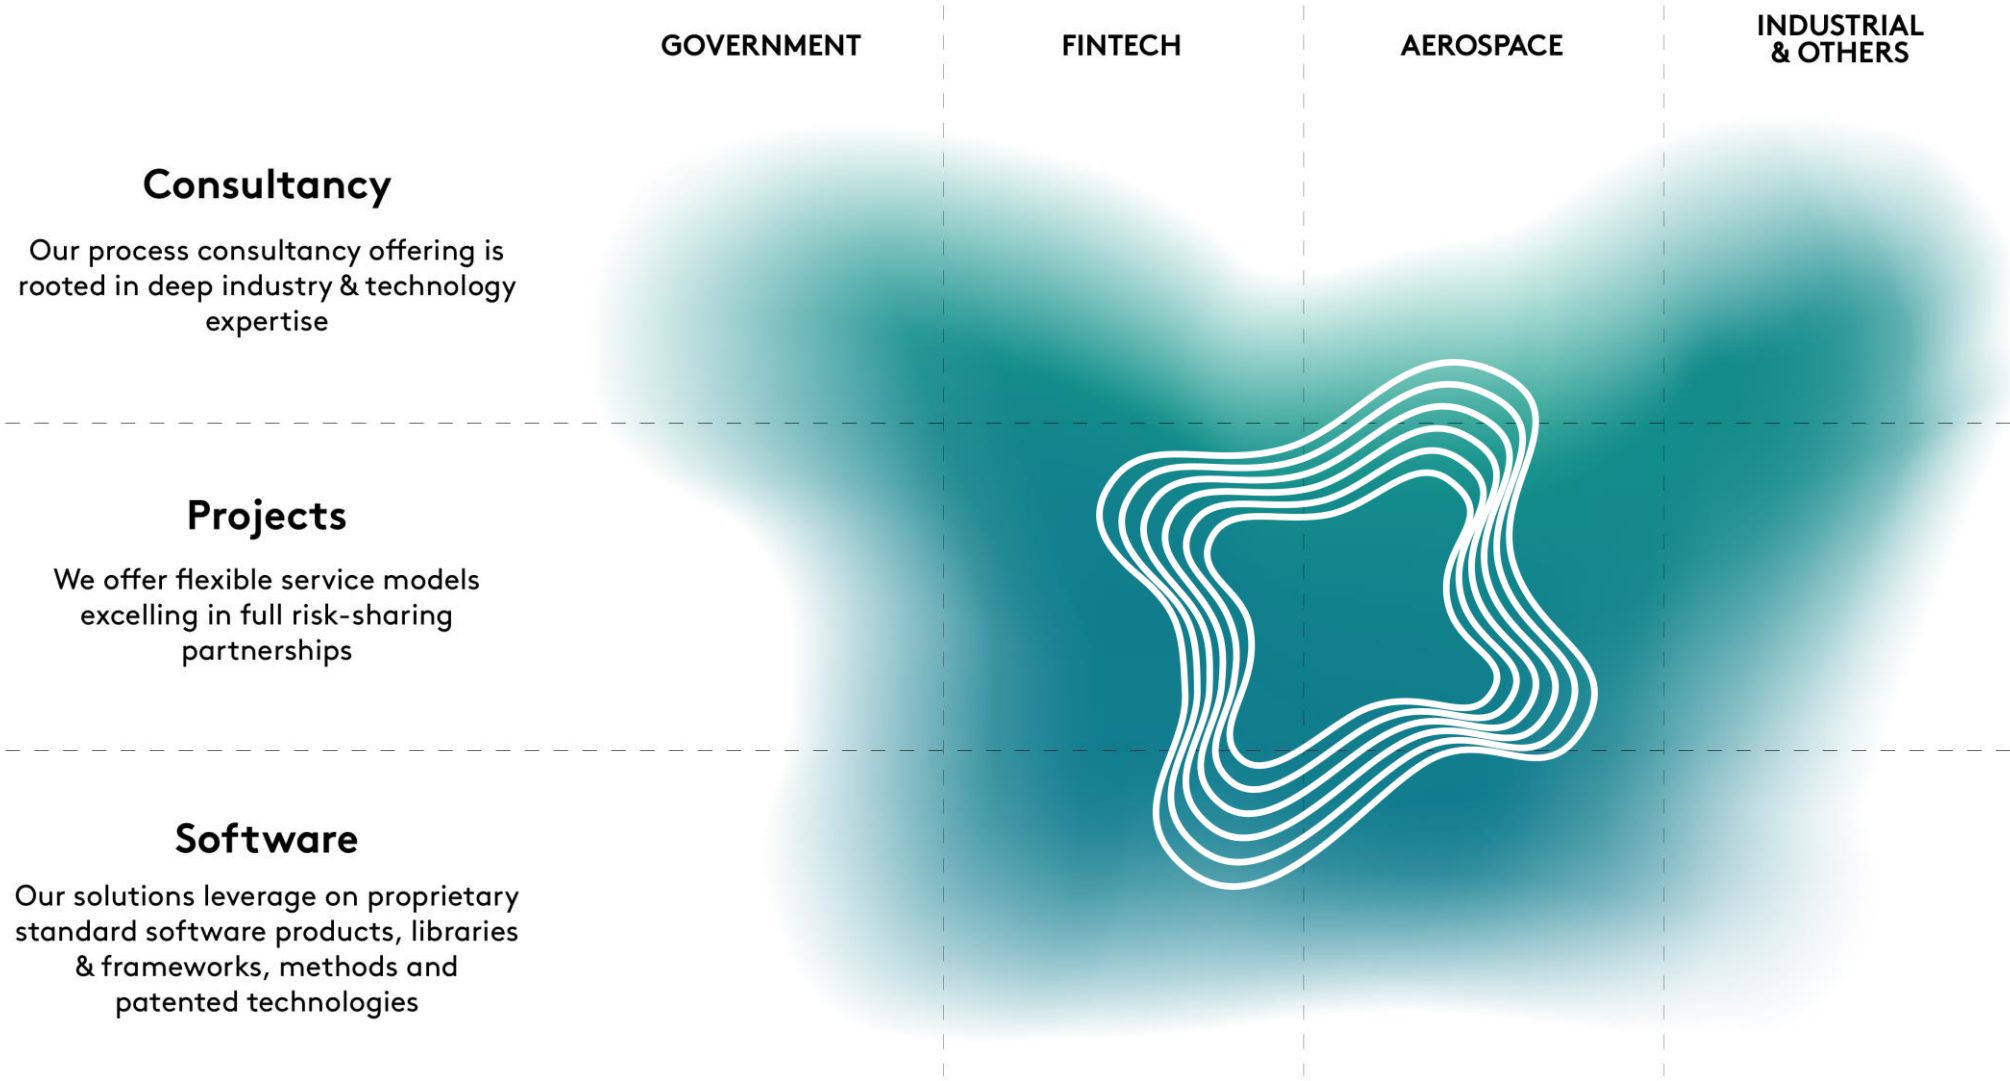 GOVERNMENT
FINTECH
AEROSPACE
INDUSTRIAL
& OTHERS
Consultancy
Our process consultancy offering is
rooted in deep industry & technology
expertise
Projects
We offer flexible service models
excelling in full risk-sharing
partnerships
Software
Our solutions leverage on proprietary
standard software products, libraries
& frameworks, methods and
patented technologies